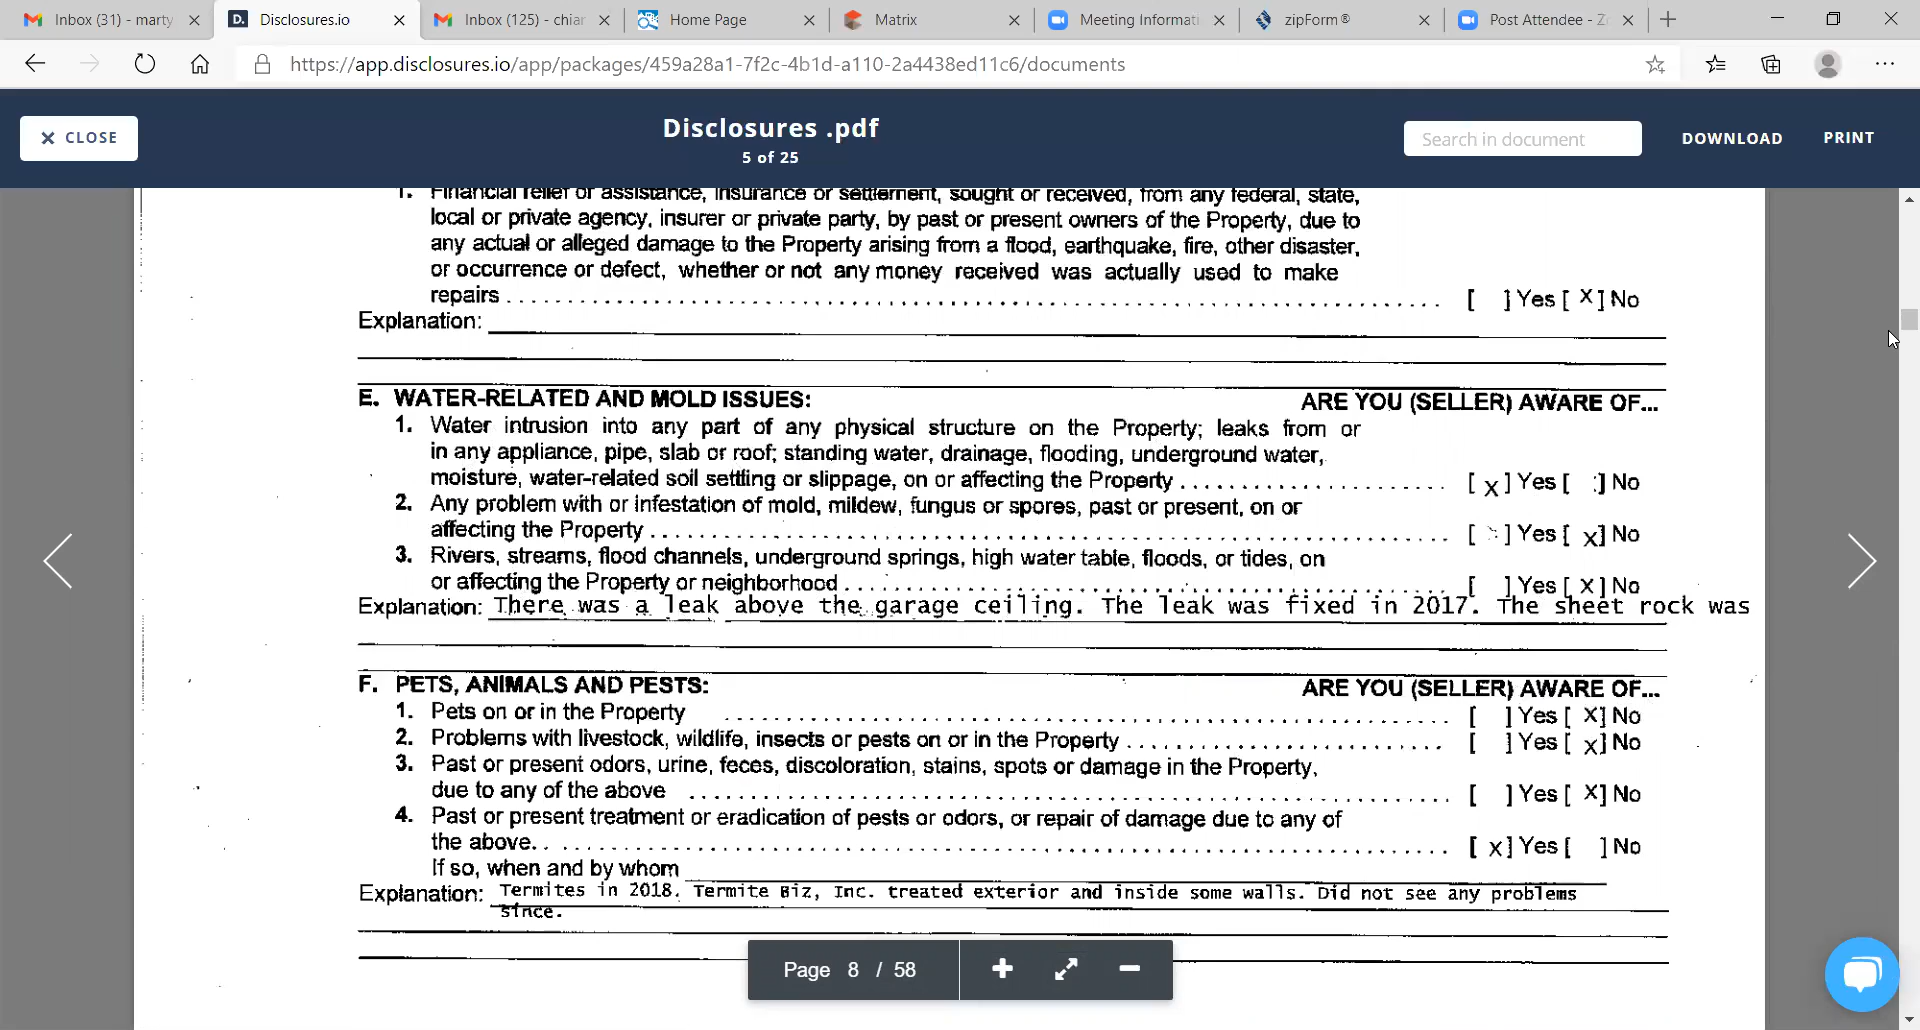 Inbox (31) - marty
Disclosures.io
Inbox (125) - chiar
Home Page
Matrix
Meeting Informati
zipForm®
Post Attendee - Zo
https://app.disclosures.io/app/packages/459a28a1-7f2c-4b1d-a110-2a4438ed11c6/documents
CLOSE
Disclosures .pdf
5 of 25
Search in document
DOWNLOAD
PRINT
1. Financial relief or assistance, insurance or settlement, sought or received, from any federal, state,
local or private agency, insurer or private party, by past or present owners of the Property, due to
any actual or alleged damage to the Property arising from a flood, earthquake, fire, other disaster,
or occurrence or defect, whether or not any money received was actually used to make
repairs [ ] Yes [ X ] No
Explanation:
E. WATER-RELATED AND MOLD ISSUES: ARE YOU (SELLER) AWARE OF...
1. Water intrusion into any part of any physical structure on the Property; leaks from or
in any appliance, pipe, slab or roof; standing water, drainage, flooding, underground water,
moisture, water-related soil settling or slippage, on or affecting the Property [ x ] Yes [ ] No
2. Any problem with or infestation of mold, mildew, fungus or spores, past or present, on or
affecting the Property [ ] Yes [ x ] No
3. Rivers, streams, flood channels, underground springs, high water table, floods, or tides, on
or affecting the Property or neighborhood [ ] Yes [ X ] No
Explanation: There was a leak above the garage ceiling. The leak was fixed in 2017. The sheet rock was
F. PETS, ANIMALS AND PESTS: ARE YOU (SELLER) AWARE OF...
1. Pets on or in the Property [ ] Yes [ X ] No
2. Problems with livestock, wildlife, insects or pests on or in the Property [ ] Yes [ x ] No
3. Past or present odors, urine, feces, discoloration, stains, spots or damage in the Property,
due to any of the above [ ] Yes [ X ] No
4. Past or present treatment or eradication of pests or odors, or repair of damage due to any of
the above. [ x ] Yes [ ] No
If so, when and by whom
Explanation: Termites in 2018. Termite Biz, Inc. treated exterior and inside some walls. Did not see any problems
since.
Page 8 / 58